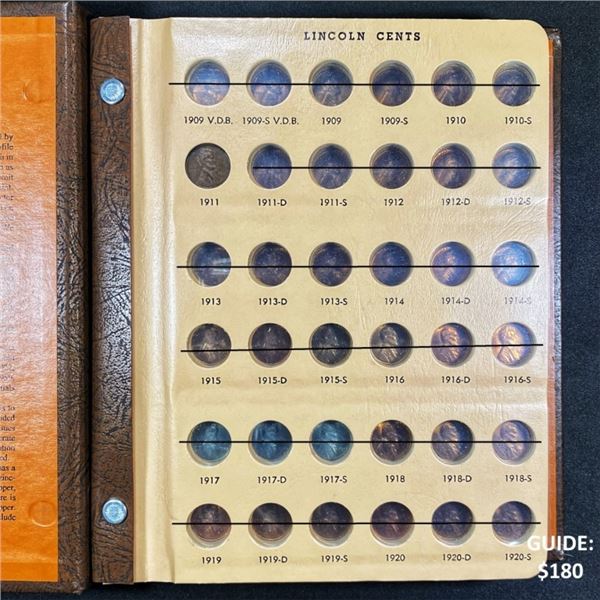 LINCOLN CENTS
1909 V.D.B. 1909-S V.D.B. 1909 1909-S 1910 1910-S
1911 1911-D 1911-S 1912 1912-D 1912-S
1913 1913-D 1913-S 1914 1914-D 1914-S
1915 1915-D 1915-S 1916 1916-D 1916-S
1917 1917-D 1917-S 1918 1918-D 1918-S
1919 1919-D 1919-S 1920 1920-D 1920-S
GUIDE:
$180